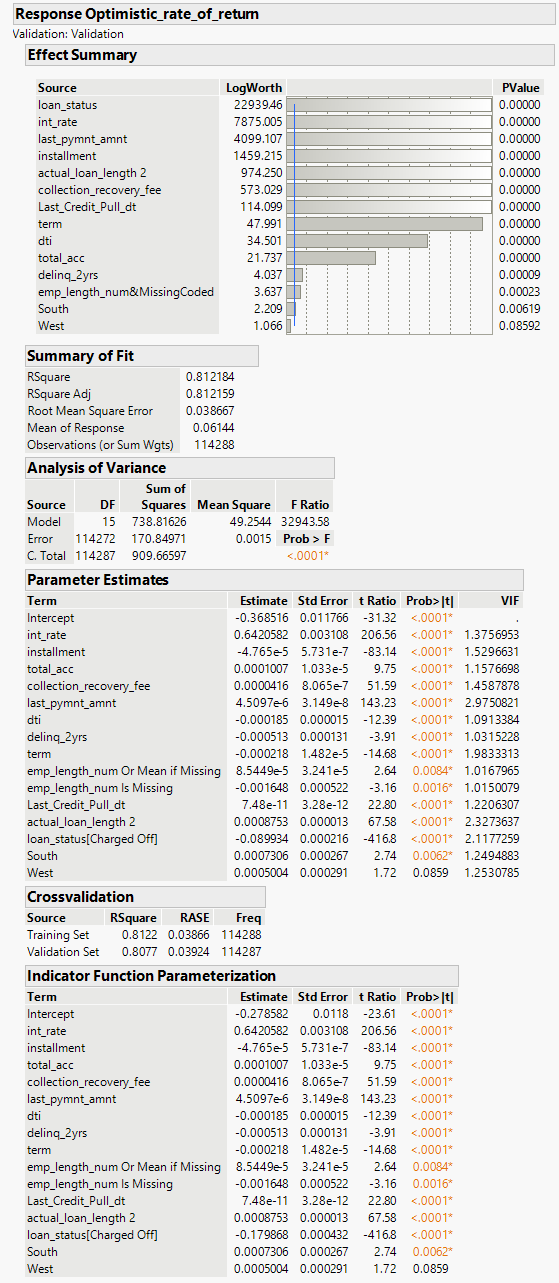 Response Optimistic_rate_of_return
Validation: Validation
Effect Summary
Source LogWorth PValue
loan_status 22939.46 0.00000
int_rate 7875.005 0.00000
last_pymnt_amnt 4099.107 0.00000
installment 1459.215 0.00000
actual_loan_length 2 974.250 0.00000
collection_recovery_fee 573.029 0.00000
Last_Credit_Pull_dt 114.099 0.00000
term 47.991 0.00000
dti 34.501 0.00000
total_acc 21.737 0.00000
delinq_2yrs 4.037 0.00009
emp_length_num&MissingCoded 3.637 0.00023
South 2.209 0.00619
West 1.066 0.08592
Summary of Fit
RSquare 0.812184
RSquare Adj 0.812159
Root Mean Square Error 0.038667
Mean of Response 0.06144
Observations (or Sum Wgts) 114288
Analysis of Variance
Sum of
Source DF Squares Mean Square F Ratio
Model 15 738.81626 49.2544 32943.58
Error 114272 170.84971 0.0015 Prob > F
C. Total 114287 909.66597 <.0001*
Parameter Estimates
Term Estimate Std Error t Ratio Prob>|t| VIF
Intercept -0.368516 0.011766 -31.32 <.0001* .
int_rate 0.6420582 0.003108 206.56 <.0001* 1.3756953
installment -4.765e-5 5.731e-7 -83.14 <.0001* 1.5296631
total_acc 0.0001007 1.033e-5 9.75 <.0001* 1.1576698
collection_recovery_fee 0.0000416 8.065e-7 51.59 <.0001* 1.4587878
last_pymnt_amnt 4.5097e-6 3.149e-8 143.23 <.0001* 2.9750821
dti -0.000185 0.000015 -12.39 <.0001* 1.0913384
delinq_2yrs -0.000513 0.000131 -3.91 <.0001* 1.0315228
term -0.000218 1.482e-5 -14.68 <.0001* 1.9833313
emp_length_num Or Mean if Missing 8.5449e-5 3.241e-5 2.64 0.0084* 1.0167965
emp_length_num Is Missing -0.001648 0.000522 -3.16 0.0016* 1.0150079
Last_Credit_Pull_dt 7.48e-11 3.28e-12 22.80 <.0001* 1.2206307
actual_loan_length 2 0.0008753 0.000013 67.58 <.0001* 2.3273637
loan_status[Charged Off] -0.089934 0.000216 -416.8 <.0001* 2.1177259
South 0.0007306 0.000267 2.74 0.0062* 1.2494883
West 0.0005004 0.000291 1.72 0.0859 1.2530785
Crossvalidation
Source RSquare RASE Freq
Training Set 0.8122 0.03866 114288
Validation Set 0.8077 0.03924 114287
Indicator Function Parameterization
Term Estimate Std Error t Ratio Prob>|t|
Intercept -0.278582 0.0118 -23.61 <.0001*
int_rate 0.6420582 0.003108 206.56 <.0001*
installment -4.765e-5 5.731e-7 -83.14 <.0001*
total_acc 0.0001007 1.033e-5 9.75 <.0001*
collection_recovery_fee 0.0000416 8.065e-7 51.59 <.0001*
last_pymnt_amnt 4.5097e-6 3.149e-8 143.23 <.0001*
dti -0.000185 0.000015 -12.39 <.0001*
delinq_2yrs -0.000513 0.000131 -3.91 <.0001*
term -0.000218 1.482e-5 -14.68 <.0001*
emp_length_num Or Mean if Missing 8.5449e-5 3.241e-5 2.64 0.0084*
emp_length_num Is Missing -0.001648 0.000522 -3.16 0.0016*
Last_Credit_Pull_dt 7.48e-11 3.28e-12 22.80 <.0001*
actual_loan_length 2 0.0008753 0.000013 67.58 <.0001*
loan_status[Charged Off] -0.179868 0.000432 -416.8 <.0001*
South 0.0007306 0.000267 2.74 0.0062*
West 0.0005004 0.000291 1.72 0.0859